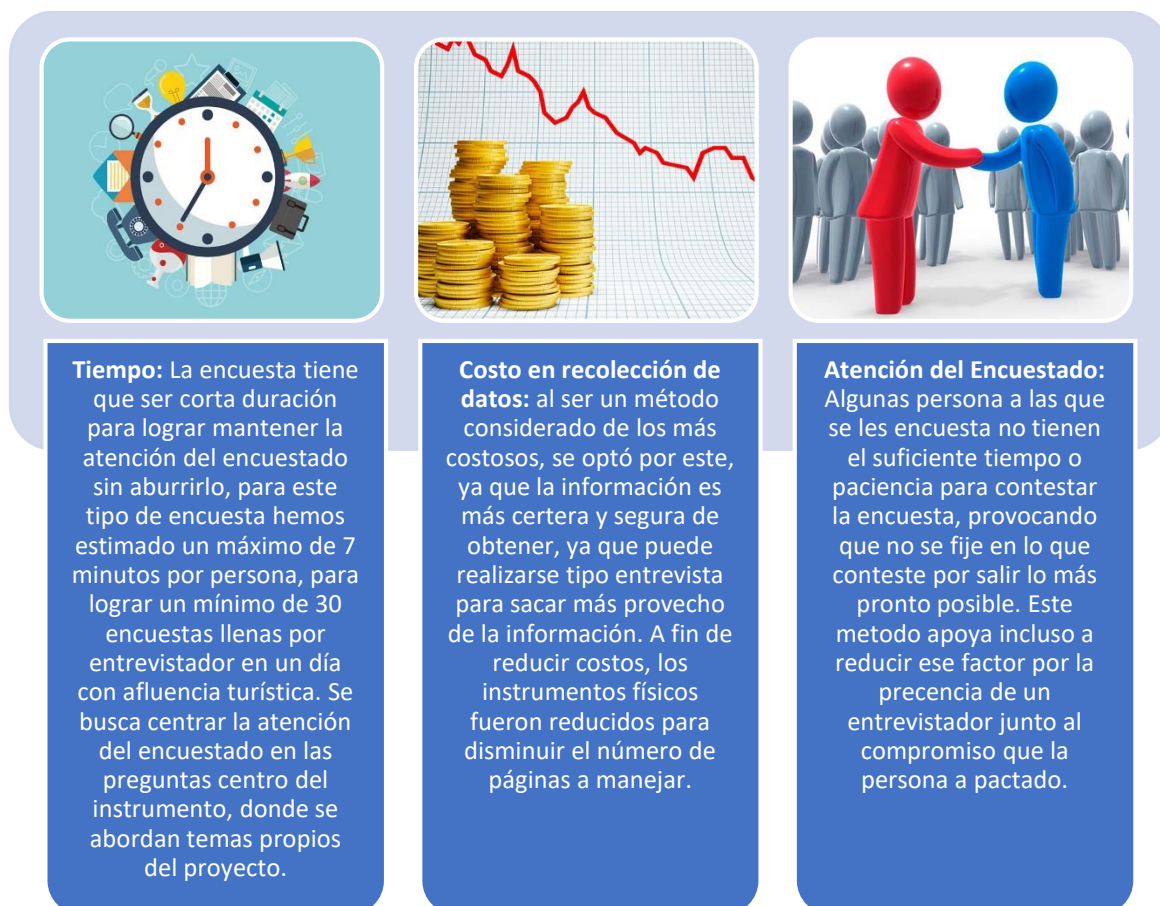 Tiempo: La encuesta tiene
que ser corta duración
para lograr mantener la
atención del encuestado
sin aburrirlo, para este
tipo de encuesta hemos
estimado un máximo de 7
minutos por persona, para
lograr un mínimo de 30
encuestas llenas por
entrevistador en un día
con afluencia turística. Se
busca centrar la atención
del encuestado en las
preguntas centro del
instrumento, donde se
abordan temas propios
del proyecto.
Costo en recolección de
datos: al ser un método
considerado de los más
costosos, se optó por este,
ya que la información es
más certera y segura de
obtener, ya que puede
realizarse tipo entrevista
para sacar más provecho
de la información. A fin de
reducir costos, los
instrumentos físicos
fueron reducidos para
disminuir el número de
páginas a manejar.
Atención del Encuestado:
Algunas persona a las que
se les encuesta no tienen
el suficiente tiempo o
paciencia para contestar
la encuesta, provocando
que no se fije en lo que
conteste por salir lo más
pronto posible. Este
metodo apoya incluso a
reducir ese factor por la
precencia de un
entrevistador junto al
compromiso que la
persona a pactado.